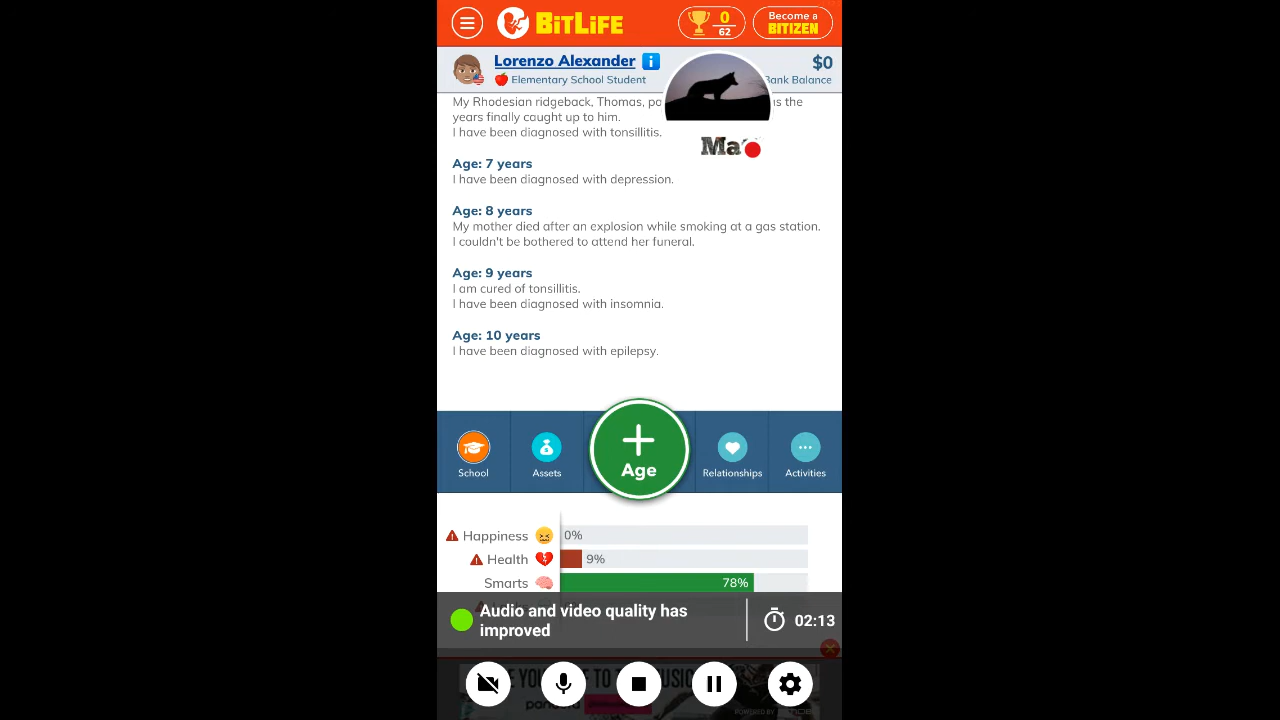 BitLife
0
62
Become a
BITIZEN
Lorenzo Alexander i
Elementary School Student
$0
Bank Balance
My Rhodesian ridgeback, Thomas, the
years finally caught up to him.
I have been diagnosed with tonsillitis.
Age: 7 years
I have been diagnosed with depression.
Age: 8 years
My mother died after an explosion while smoking at a gas station.
I couldn't be bothered to attend her funeral.
Age: 9 years
I am cured of tonsillitis.
I have been diagnosed with insomnia.
Age: 10 years
I have been diagnosed with epilepsy.
School
Assets
Age
Relationships
Activities
Happiness 0%
Health 9%
Smarts 78%
Audio and video quality has
improved
02:13